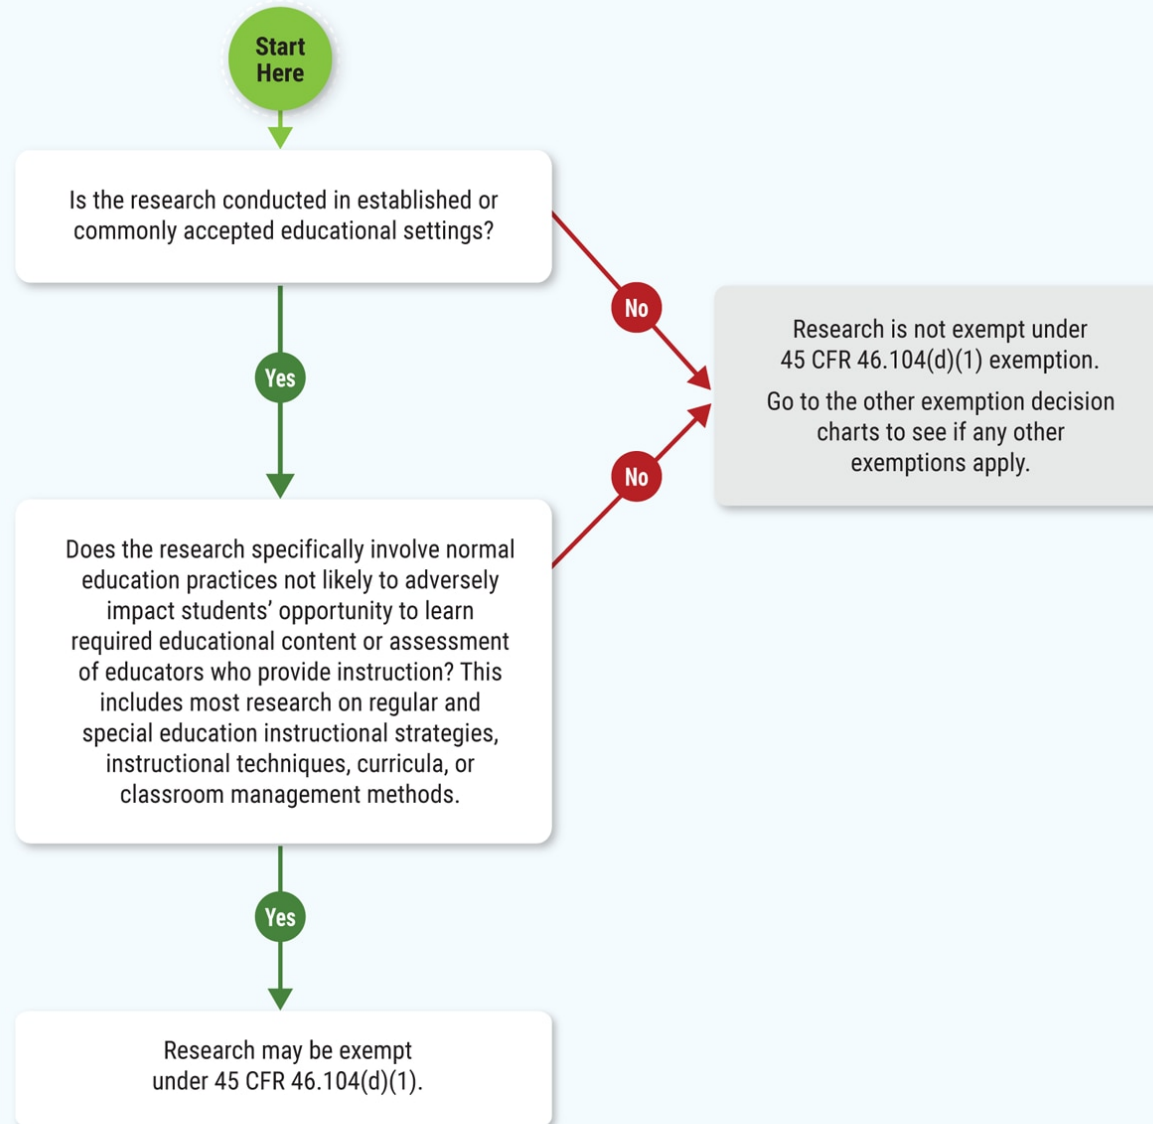 Start
Here
Is the research conducted in established or
commonly accepted educational settings?
No
Yes
Research is not exempt under
45 CFR 46.104(d)(1) exemption.
Go to the other exemption decision
charts to see if any other
exemptions apply.
No
Does the research specifically involve normal
education practices not likely to adversely
impact students’ opportunity to learn
required educational content or assessment
of educators who provide instruction? This
includes most research on regular and
special education instructional strategies,
instructional techniques, curricula, or
classroom management methods.
Yes
Research may be exempt
under 45 CFR 46.104(d)(1).